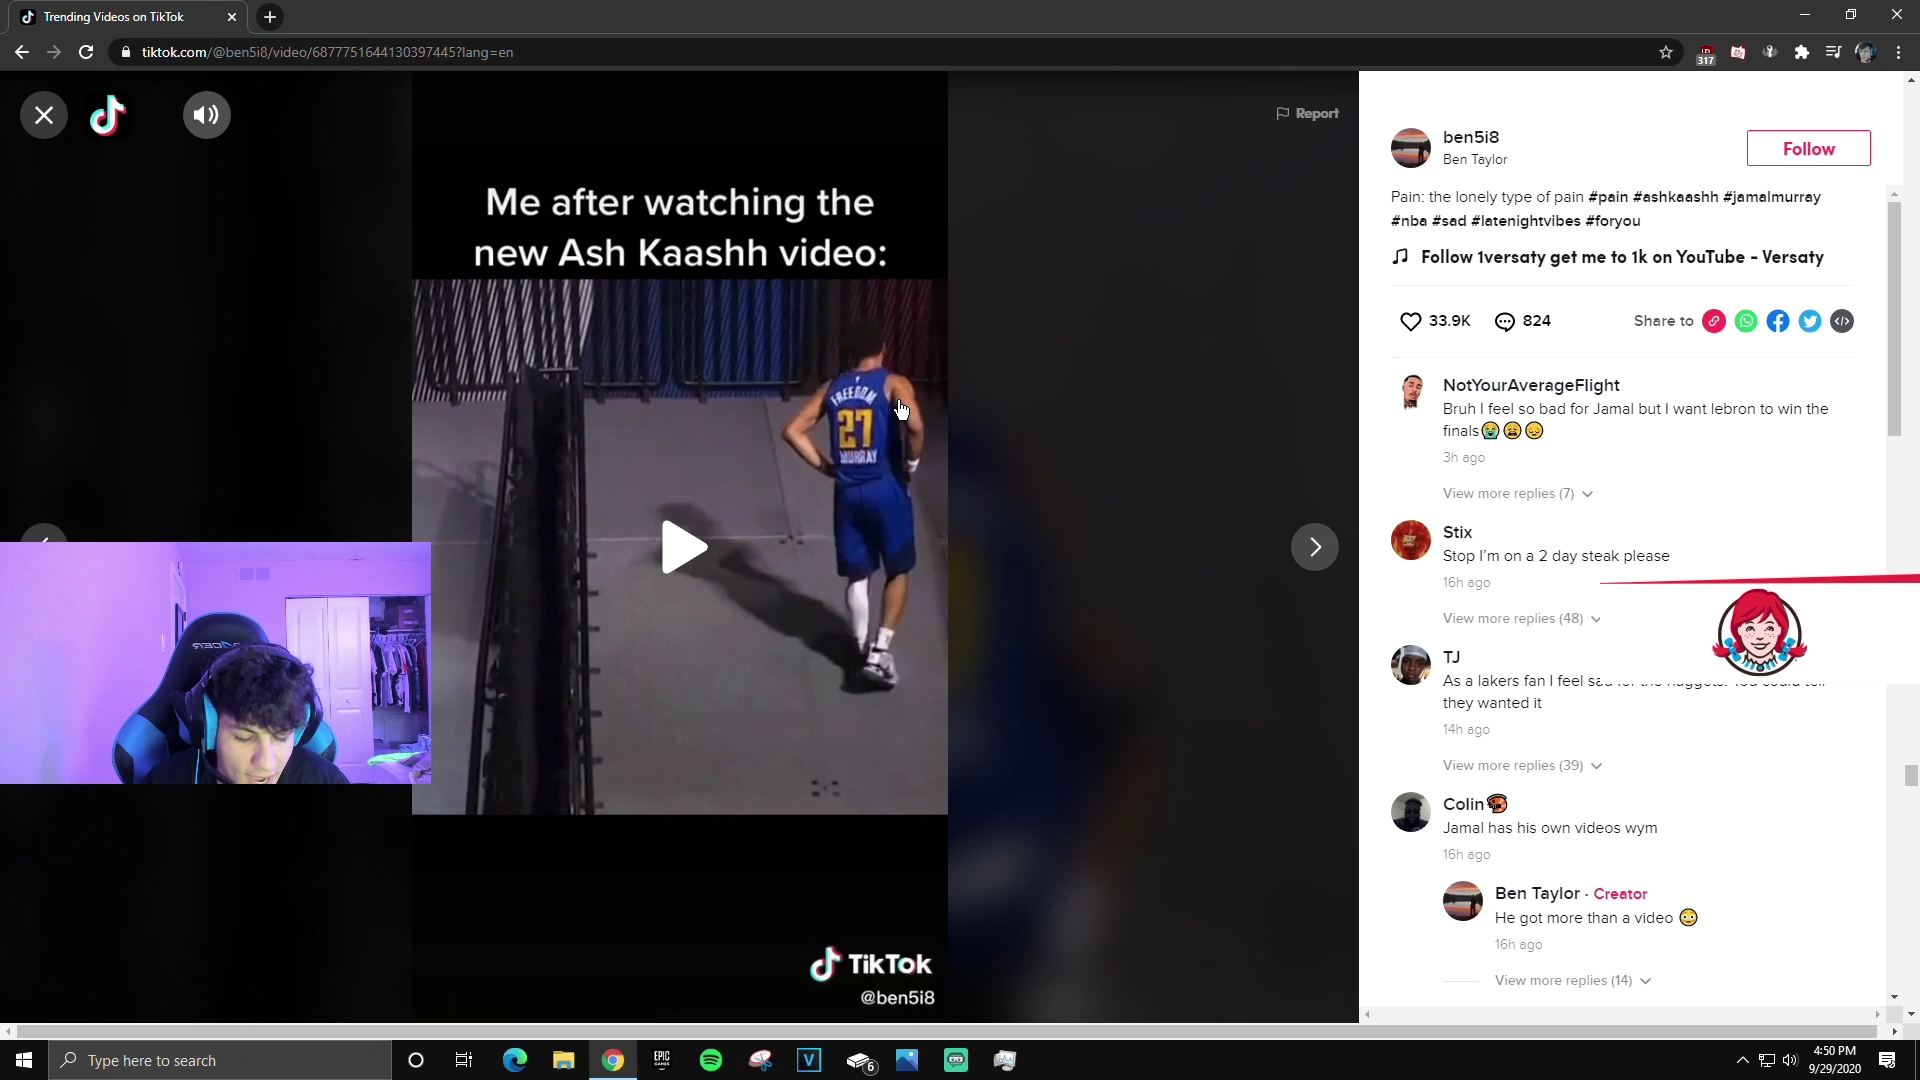 Trending Videos on TikTok
tiktok.com/@ben5i8/video/6877751644130397445?lang=en
317
Report
Me after watching the
new Ash Kaashh video:
FREEDOM
27
MURRAY
TikTok
@ben5i8
ben5i8
Ben Taylor
Follow
Pain: the lonely type of pain #pain #ashkaashh #jamalmurray
#nba #sad #latenightvibes #foryou
Follow 1versaty get me to 1k on YouTube - Versaty
33.9K
824
Share to
NotYourAverageFlight
Bruh I feel so bad for Jamal but I want lebron to win the
finals😭😩😔
3h ago
View more replies (7)
Stix
Stop I'm on a 2 day steak please
16h ago
View more replies (48)
TJ
As a lakers fan I feel
they wanted it
14h ago
View more replies (39)
Colin
Jamal has his own videos wym
16h ago
Ben Taylor · Creator
He got more than a video 😳
16h ago
View more replies (14)
Type here to search
EPIC
GAMES
V
6
4:50 PM
9/29/2020